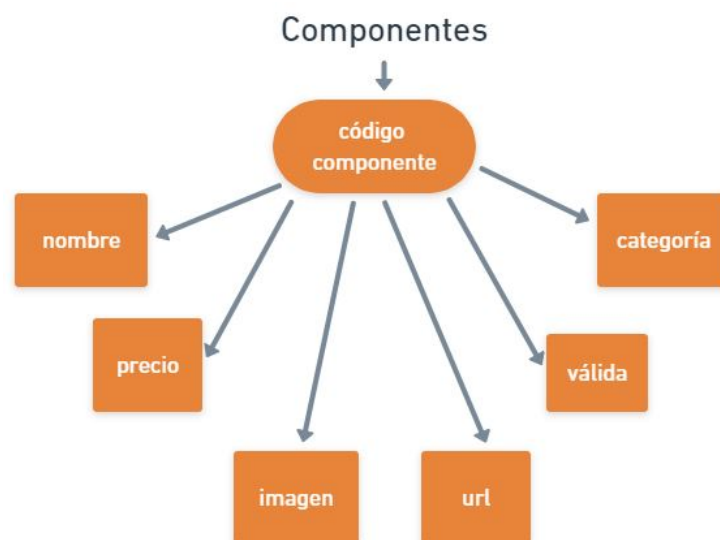 Componentes
código
componente
nombre
categoría
precio
válida
imagen
url